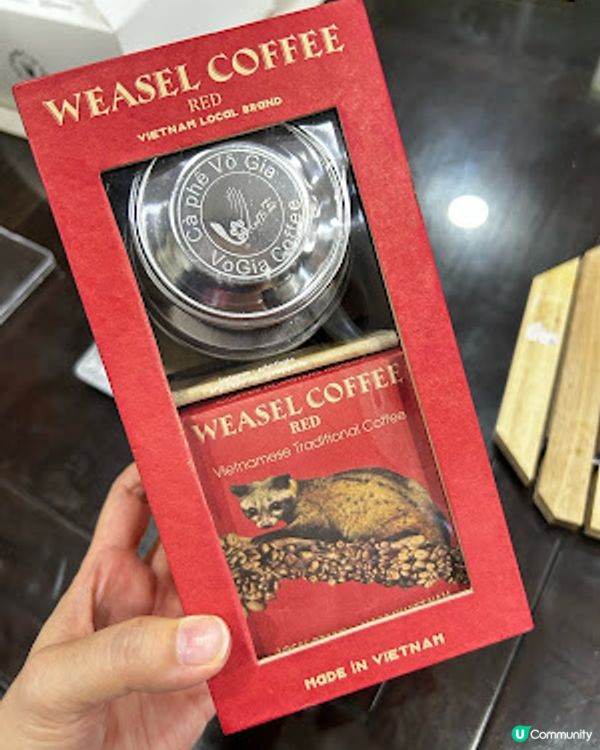 WEASEL COFFEE
RED
VIETNAM LOCAL BRAND
Cà phê Võ Gia
VoGia Coffee
WEASEL COFFEE
RED
Vietnamese Traditional Coffee
MADE IN VIETNAM
U Community